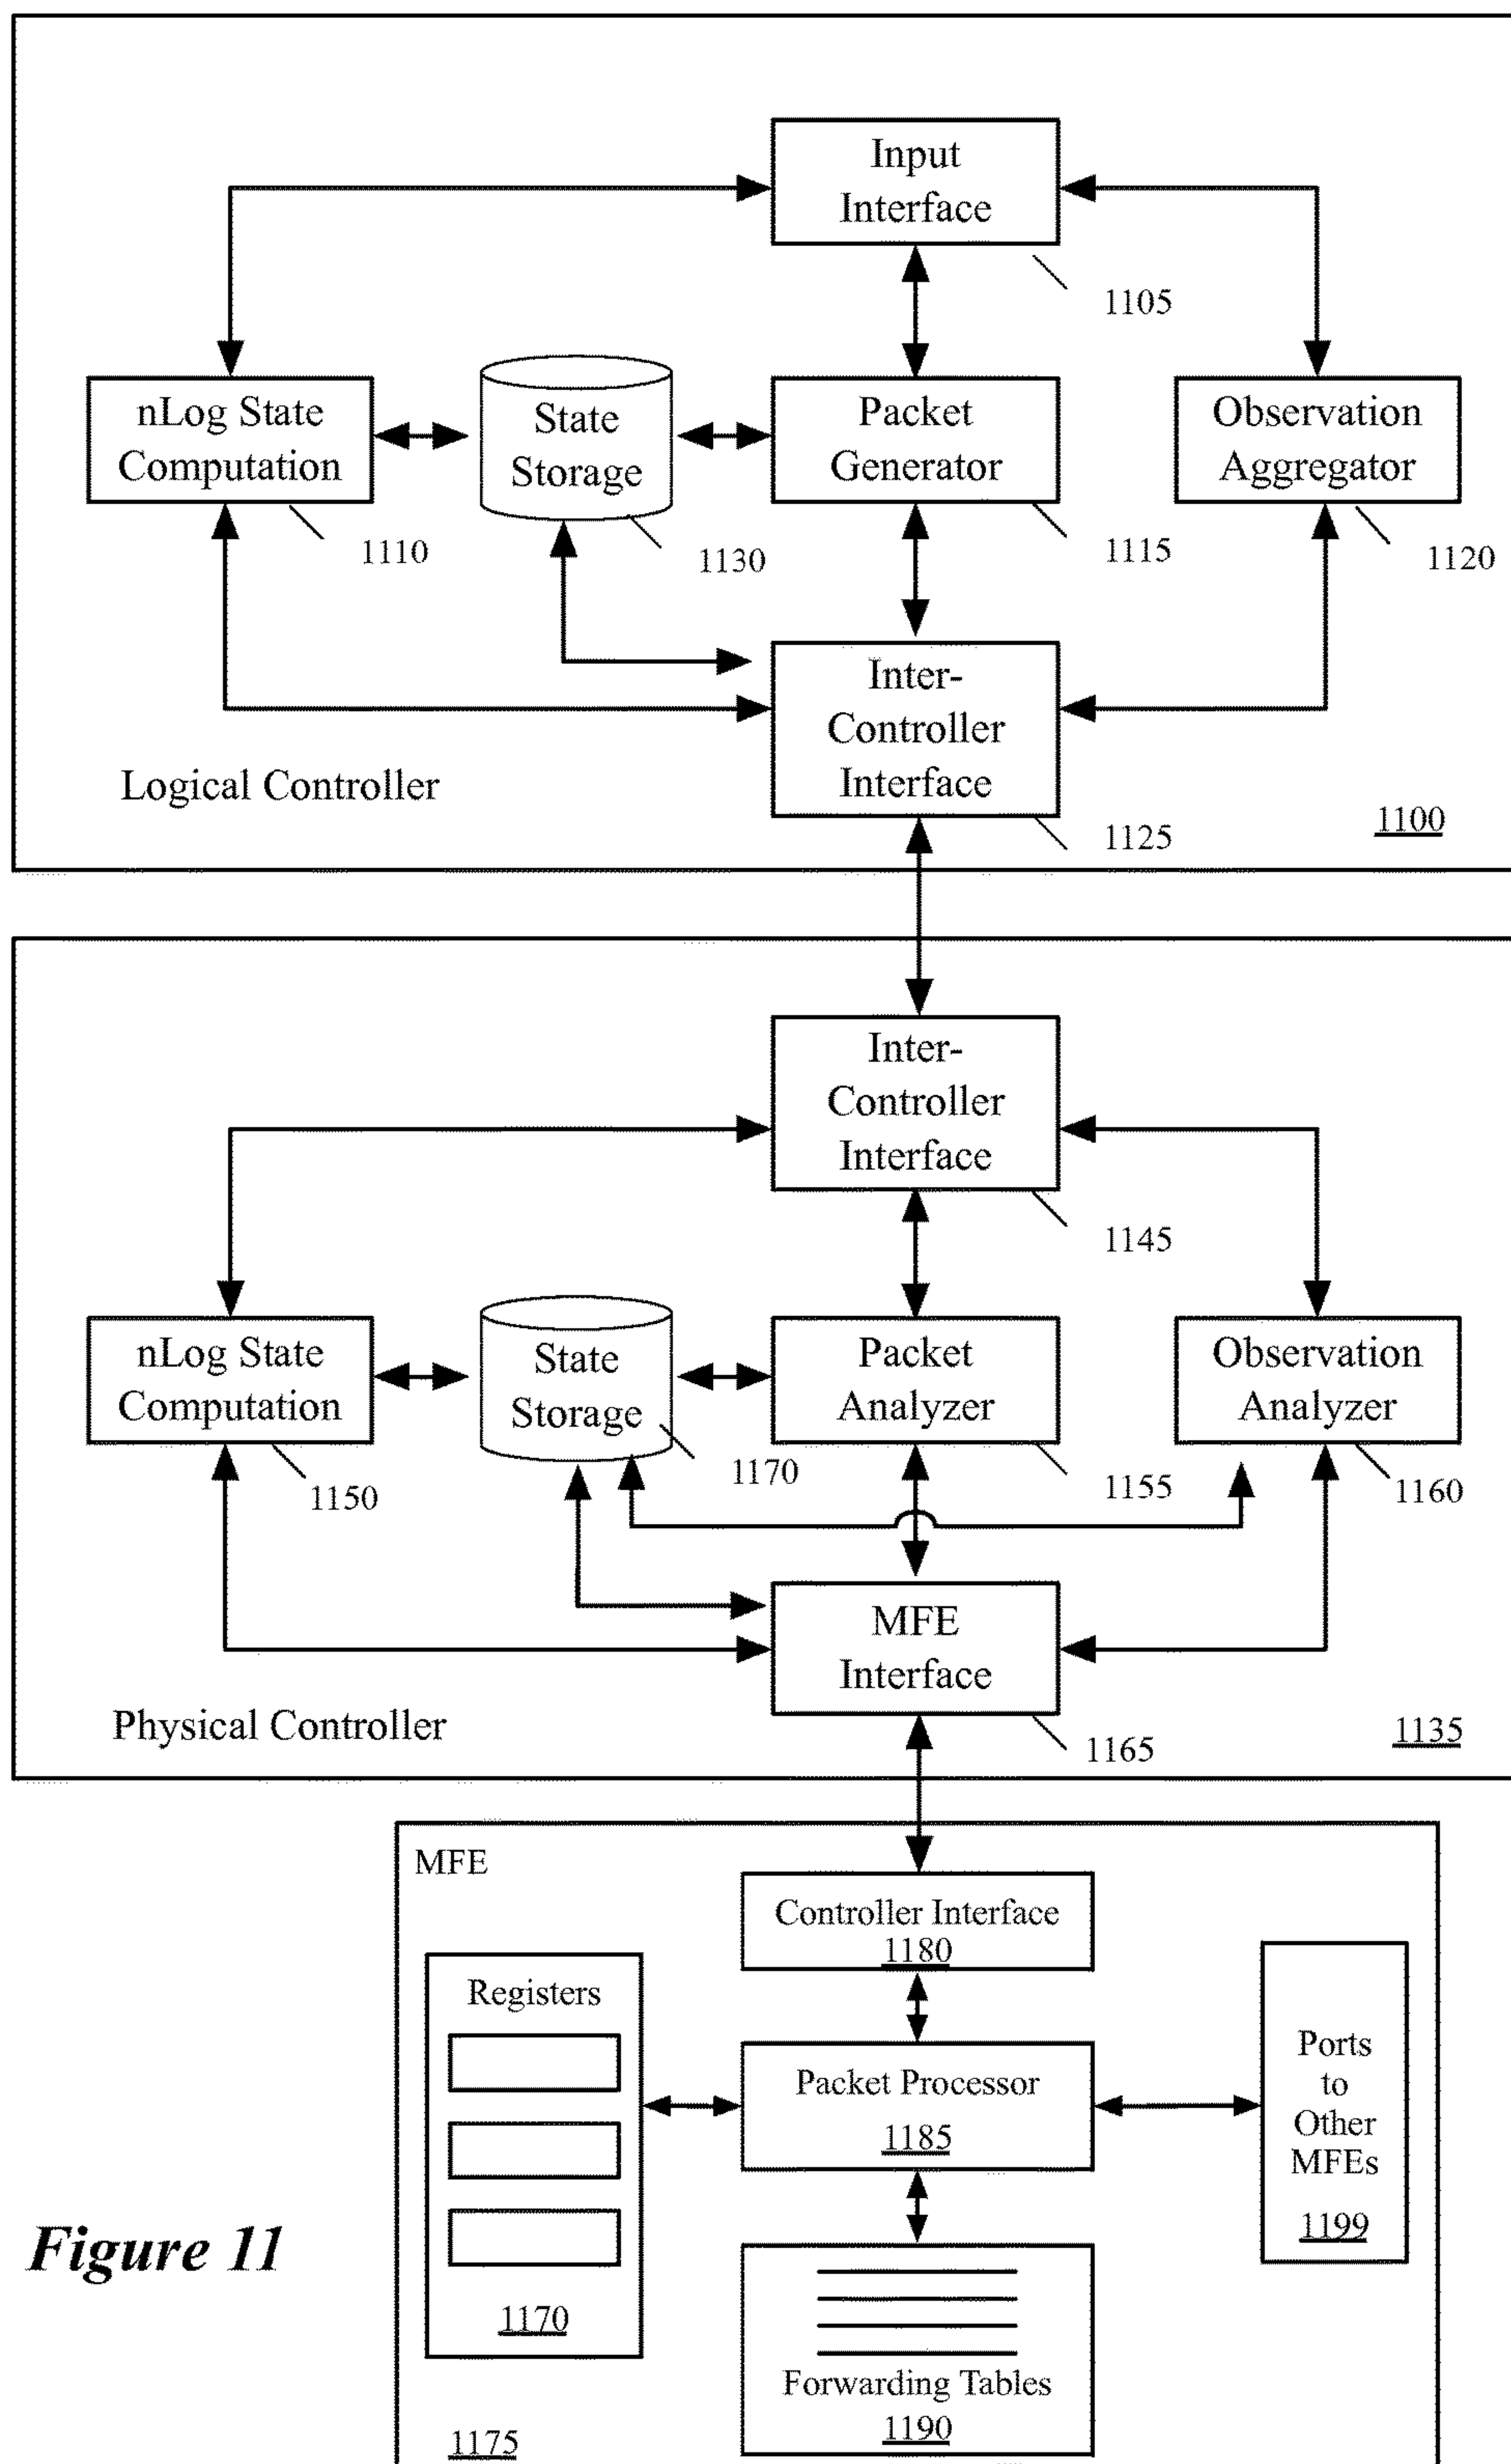 Input
Interface
1105
nLog State
Computation
1110
State
Storage
1130
Packet
Generator
1115
Observation
Aggregator
1120
Inter-
Controller
Interface
1125
Logical Controller
1100
Inter-
Controller
Interface
1145
nLog State
Computation
1150
State
Storage
1170
Packet
Analyzer
1155
Observation
Analyzer
1160
MFE
Interface
1165
Physical Controller
1135
MFE
Controller Interface
1180
Registers
1170
Packet Processor
1185
Ports
to
Other
MFEs
1199
Forwarding Tables
1190
1175
Figure 11